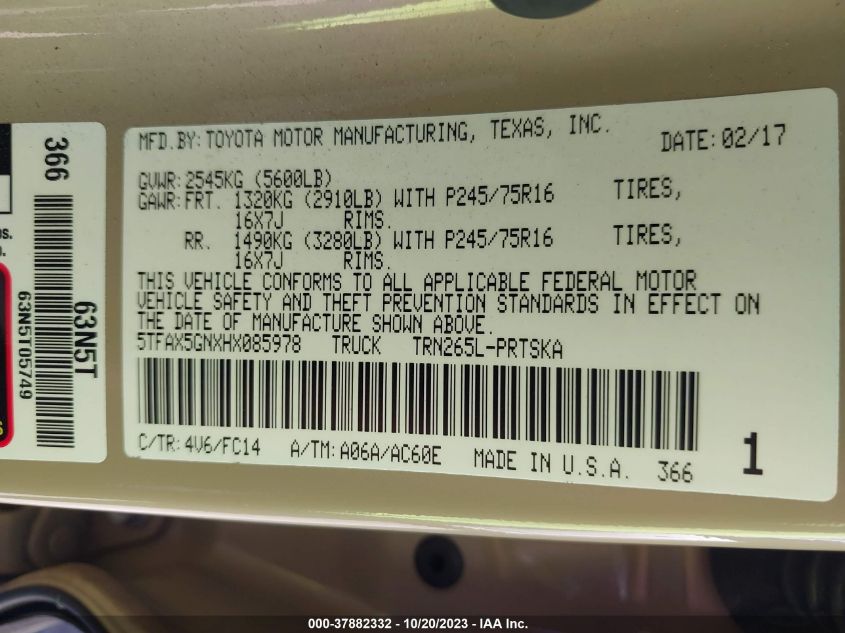 MFD.BY:TOYOTA MOTOR MANUFACTURING, TEXAS, INC.
DATE:02/17
GVWR:2545KG (5600LB)
GAWR:FRT. 1320KG (2910LB) WITH P245/75R16 TIRES,
16X7J RIMS.
RR. 1490KG (3280LB) WITH P245/75R16 TIRES,
16X7J RIMS.
THIS VEHICLE CONFORMS TO ALL APPLICABLE FEDERAL MOTOR
VEHICLE SAFETY AND THEFT PREVENTION STANDARDS IN EFFECT ON
THE DATE OF MANUFACTURE SHOWN ABOVE.
5TFAX5GNXHX085978 TRUCK TRN265L-PRTSKA
C/TR:4V6/FC14 A/TM:A06A/AC60E MADE IN U.S.A. 366
1
366
63N5T
63N5T05749
000-37882332 - 10/20/2023 - IAA Inc.